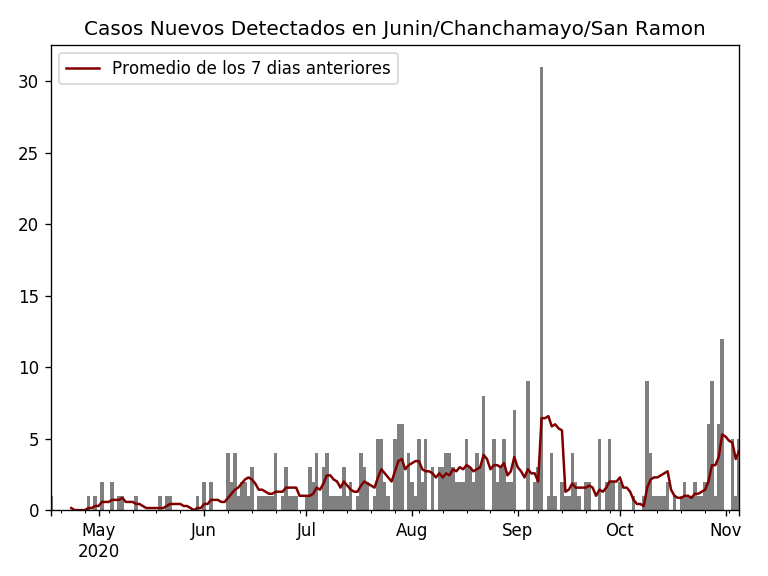 Casos Nuevos Detectados en Junin/Chanchamayo/San Ramon
Promedio de los 7 dias anteriores
30
25
20
15
10
5
0
May Jun Jul Aug Sep Oct Nov
2020